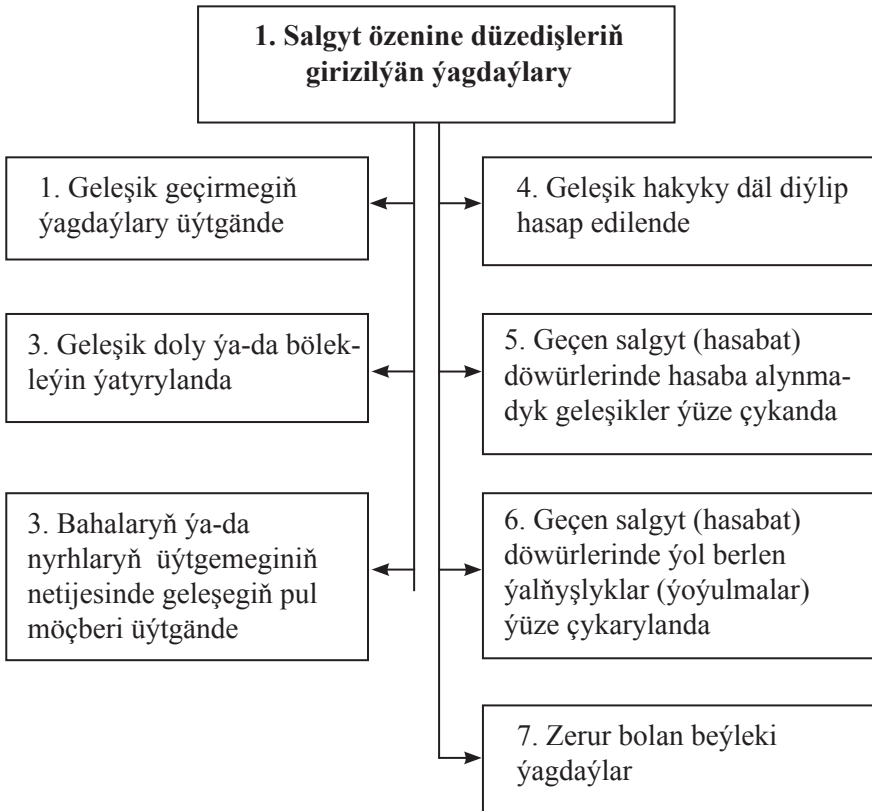 1. Salgyt özenine düzedişleriň
girizilýän ýagdaýlary
1. Geleşik geçirmegiň
ýagdaýlary üýtgände
3. Geleşik doly ýa-da bölek-
leýin ýatyrylanda
3. Bahalaryň ýa-da
nyrhlaryň üýtgemeginiň
netijesinde geleşegiň pul
möçberi üýtgände
4. Geleşik hakyky däl diýlip
hasap edilende
5. Geçen salgyt (hasabat)
döwürlerinde hasaba alynma-
dyk geleşikler ýüze çykanda
6. Geçen salgyt (hasabat)
döwürlerinde ýol berlen
ýalňyşlyklar (ýoýulmalar)
ýüze çykarylanda
7. Zerur bolan beýleki
ýagdaýlar